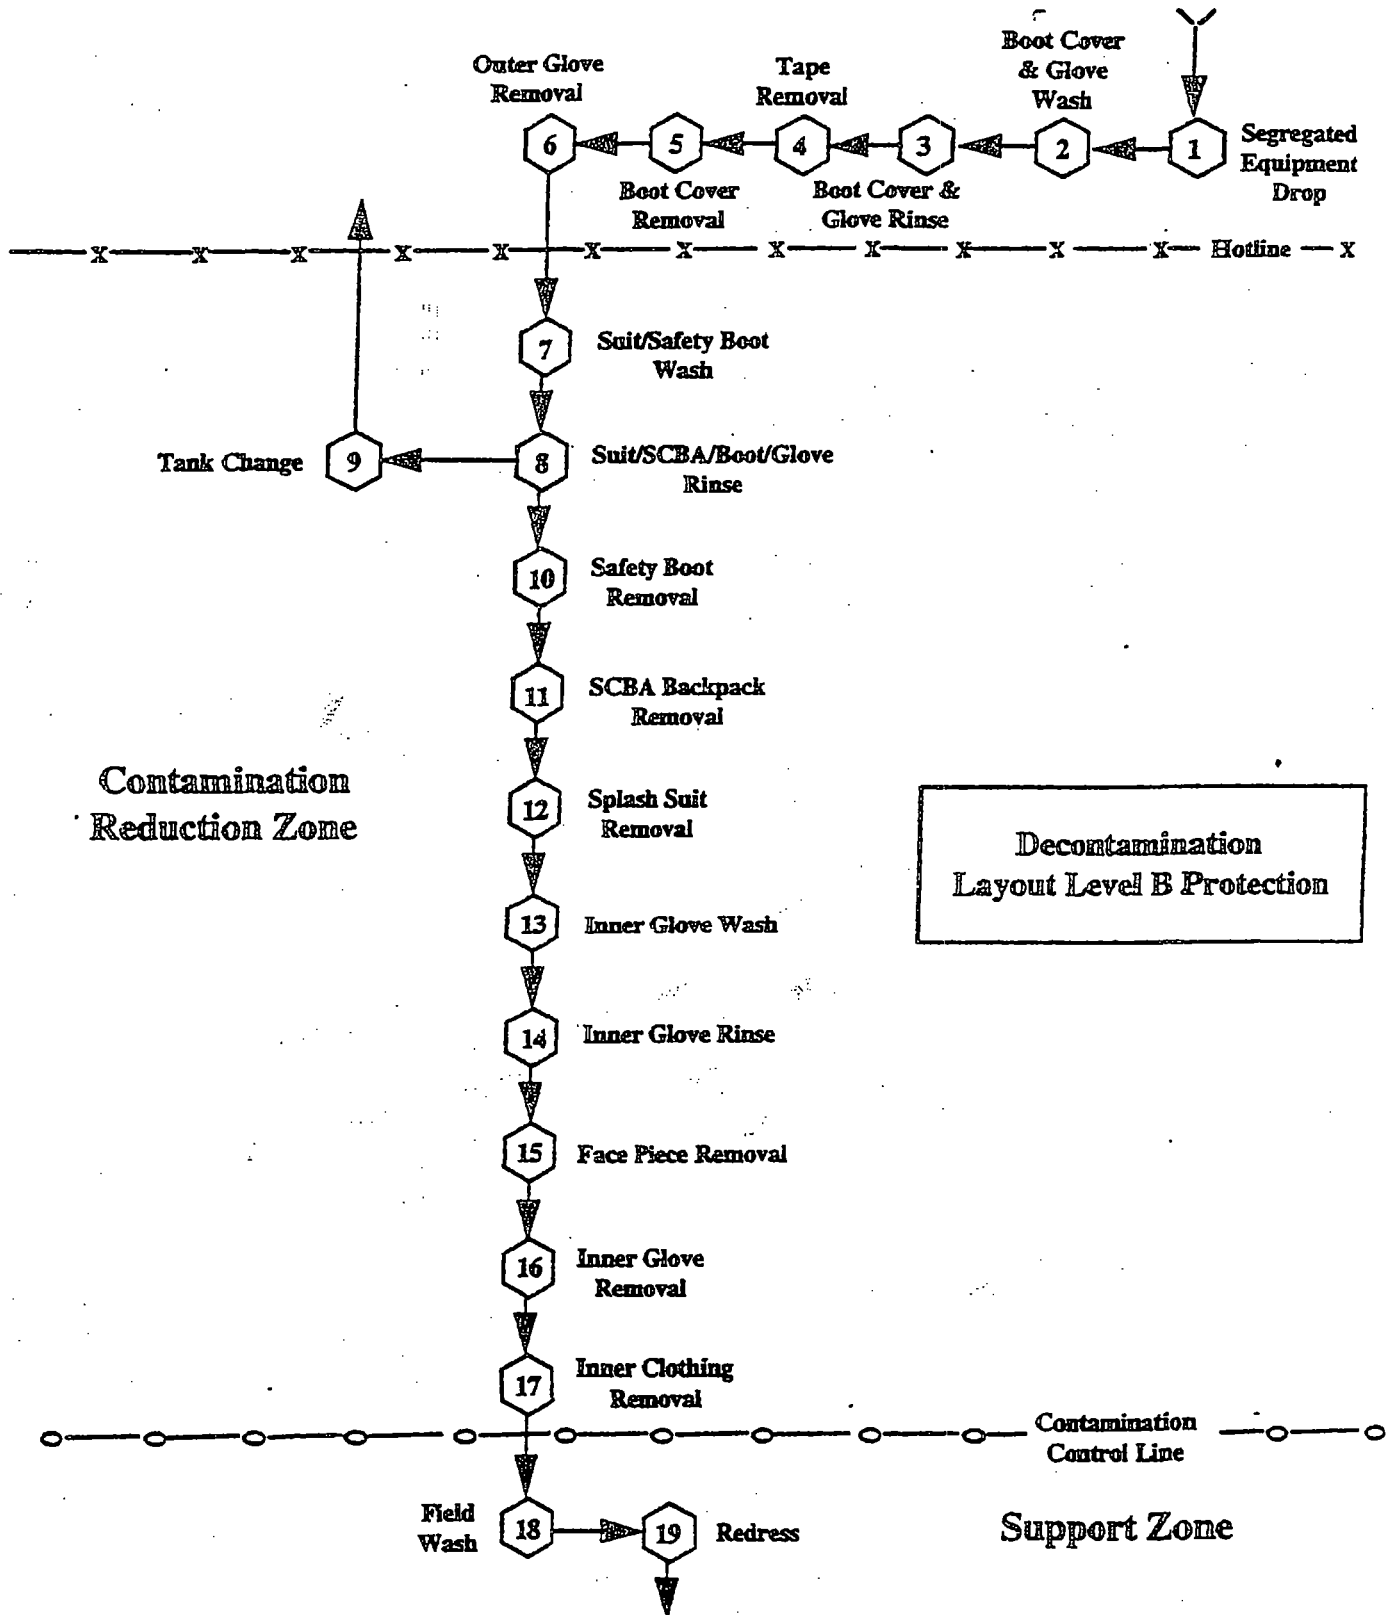 Outer Glove
Removal
Tape
Removal
Boot Cover
& Glove
Wash
6
5
4
3
2
1
Segregated
Equipment
Drop
Boot Cover
Removal
Boot Cover &
Glove Rinse
X X X X X X X X X X X X Hotline X
7
Suit/Safety Boot
Wash
Tank Change
9
8
Suit/SCBA/Boot/Glove
Rinse
10
Safety Boot
Removal
11
SCBA Backpack
Removal
Contamination
Reduction Zone
12
Splash Suit
Removal
Decontamination
Layout Level B Protection
13
Inner Glove Wash
14
Inner Glove Rinse
15
Face Piece Removal
16
Inner Glove
Removal
17
Inner Clothing
Removal
Contamination
Control Line
Field
Wash
18
19
Redress
Support Zone